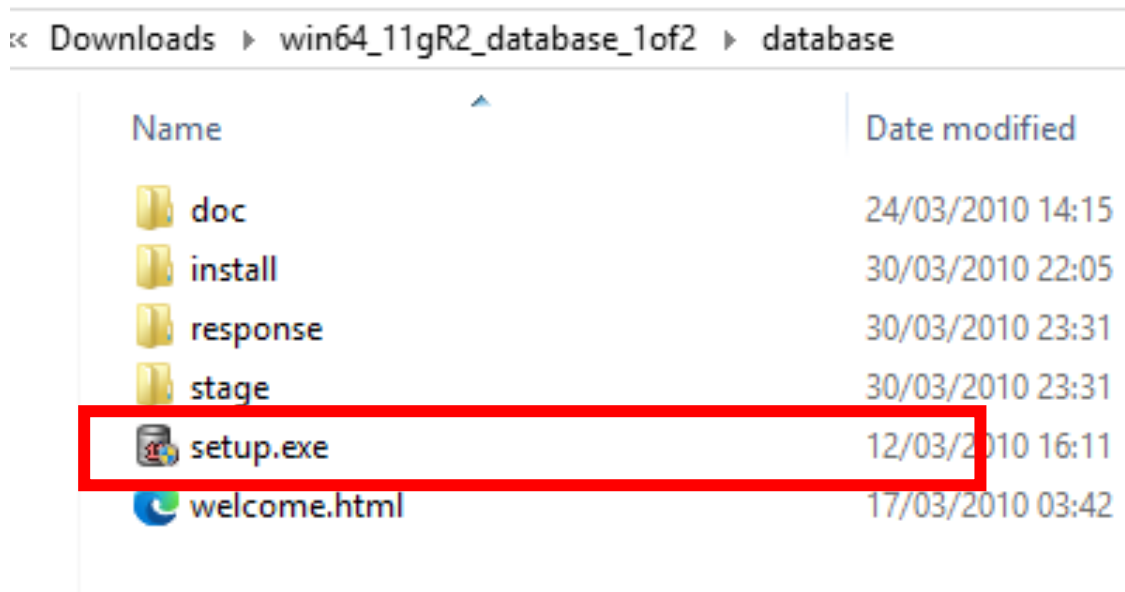 « Downloads ▸ win64_11gR2_database_1of2 ▸ database
Name Date modified
doc 24/03/2010 14:15
install 30/03/2010 22:05
response 30/03/2010 23:31
stage 30/03/2010 23:31
setup.exe 12/03/2010 16:11
welcome.html 17/03/2010 03:42